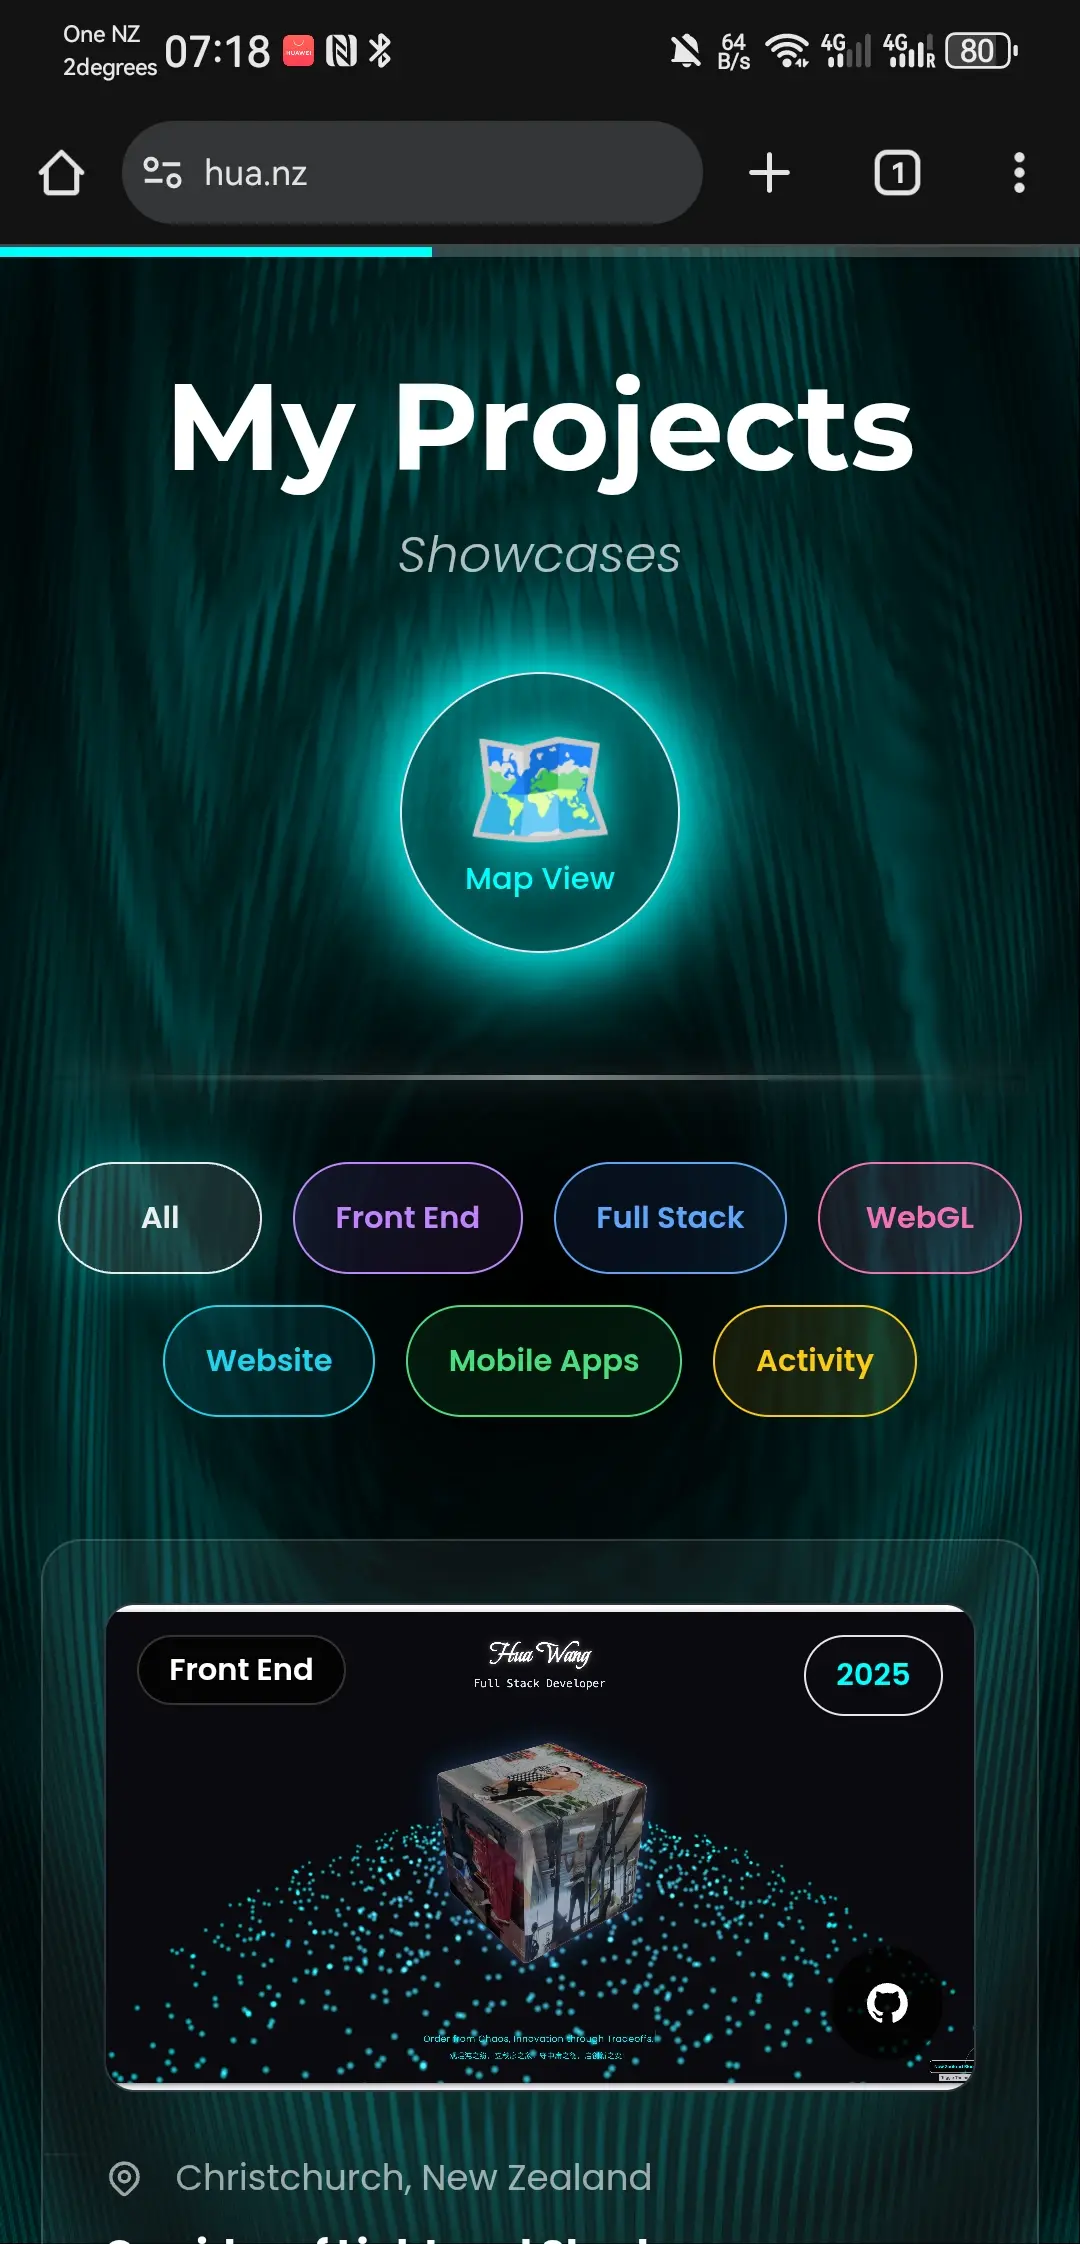 One NZ
2degrees
07:18
HUAWEI
64
B/s
4G
4G
R
80
hua.nz
1
My Projects
Showcases
Map View
All
Front End
Full Stack
WebGL
Website
Mobile Apps
Activity
Front End
Hua Wang
2025
Full Stack Developer
Order from Chaos, Innovation through Tradeoffs.
Christchurch, New Zealand